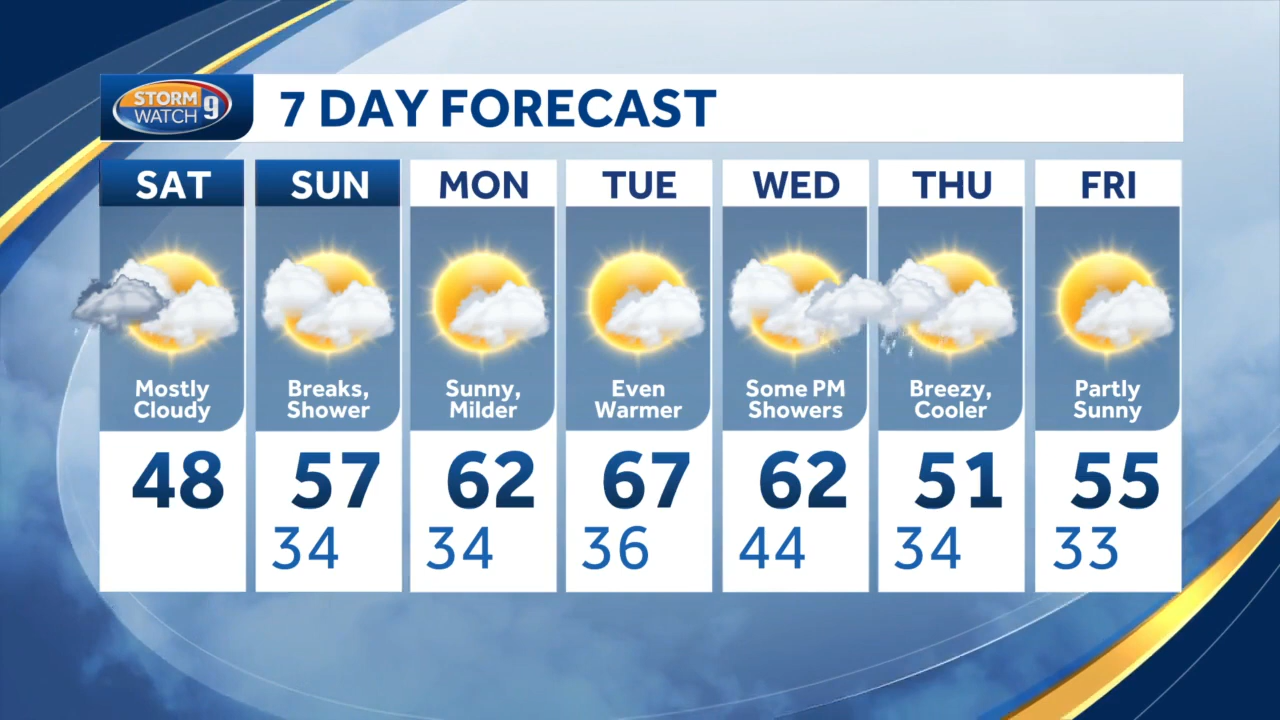 STORM
WATCH 9
7 DAY FORECAST
SAT SUN MON TUE WED THU FRI
Mostly Breaks, Sunny, Even Some PM Breezy, Partly
Cloudy Shower Milder Warmer Showers Cooler Sunny
48 57 62 67 62 51 55
34 34 36 44 34 33